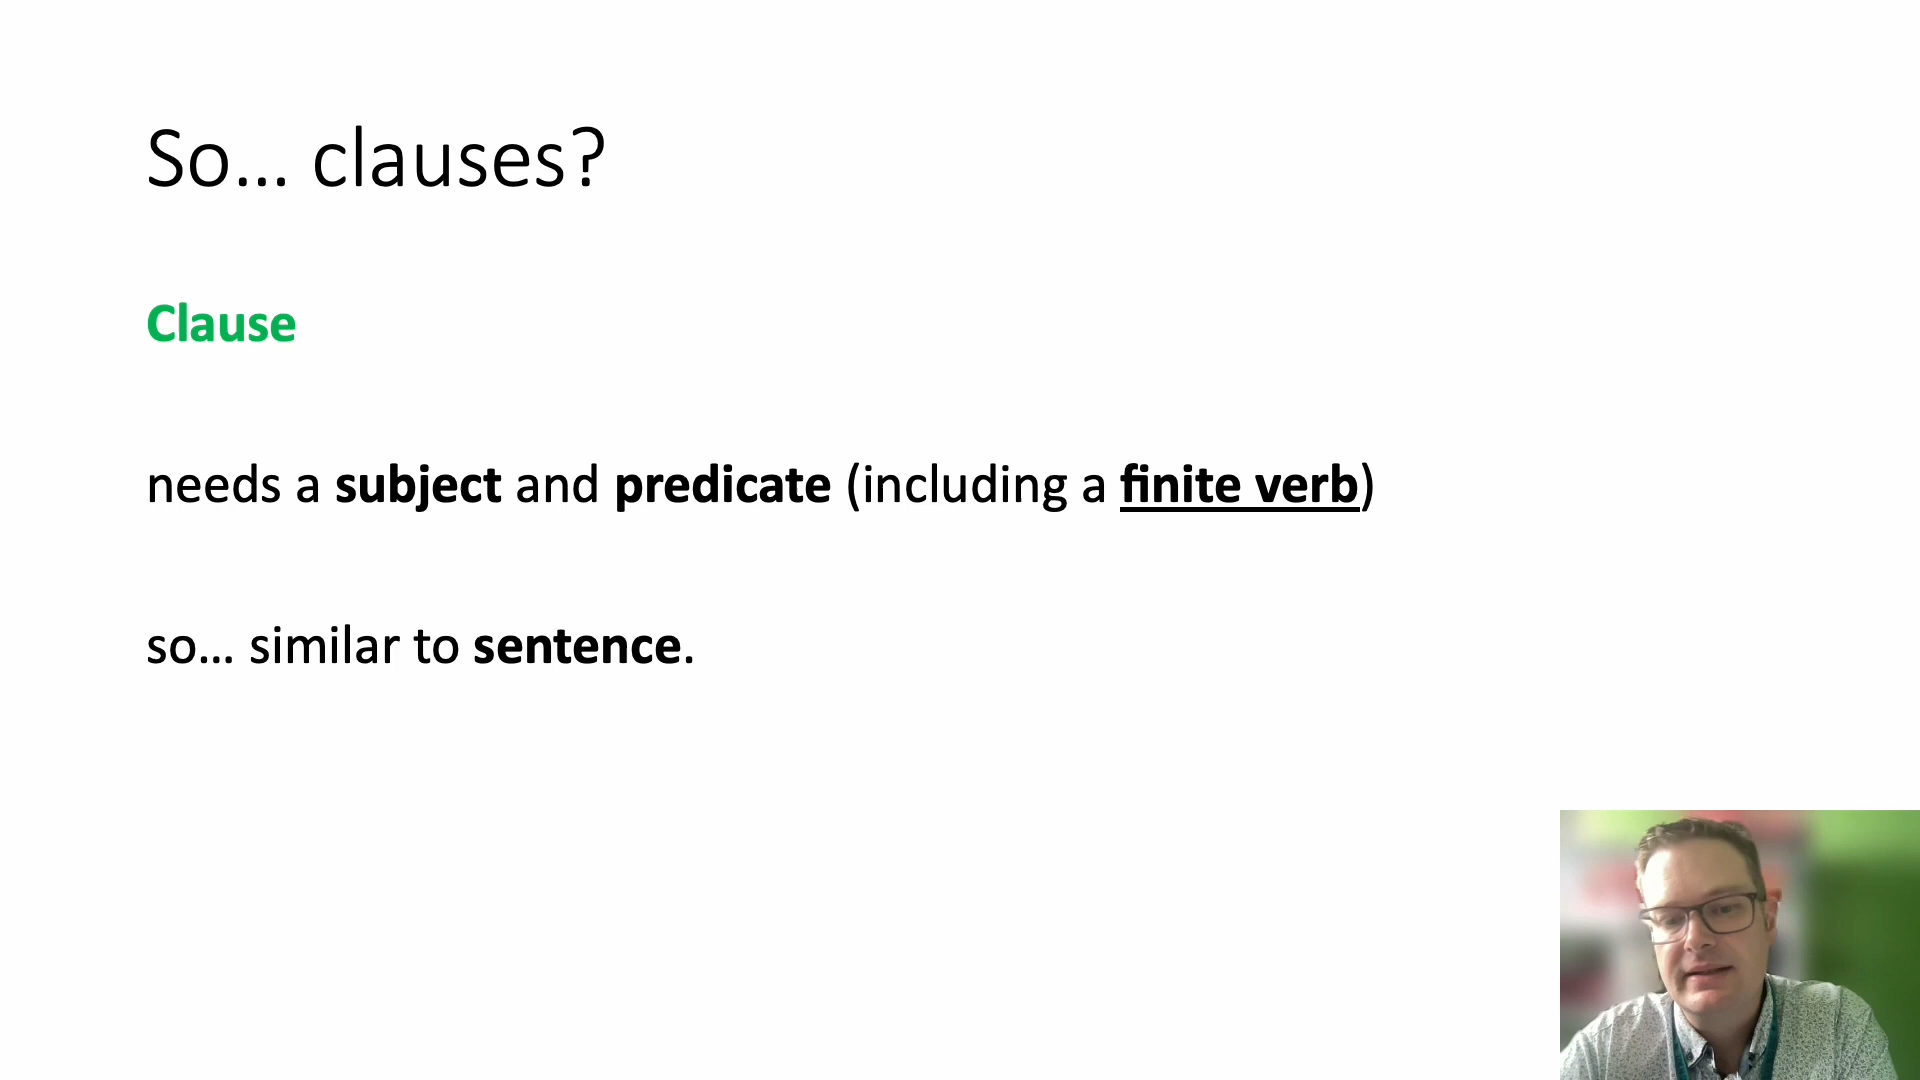 So… clauses?
Clause
needs a subject and predicate (including a finite verb)
so… similar to sentence.